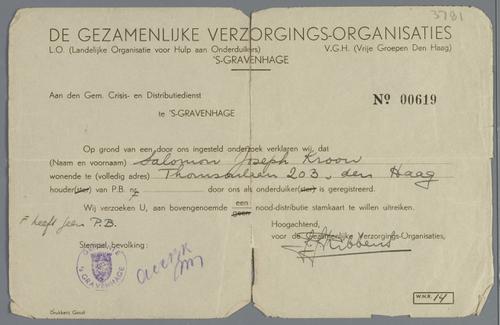 3781
DE GEZAMENLIJKE VERZORGINGS-ORGANISATIES
L.O. (Landelijke Organisatie voor Hulp aan Onderduikers) V.G.H. (Vrije Groepen Den Haag)
'S-GRAVENHAGE
Aan den Gem. Crisis- en Distributiedienst
te 'S-GRAVENHAGE
No 00619
Op grond van een door ons ingesteld onderzoek verklaren wij, dat
(Naam en voornaam) Salomon Joseph Kroon
wonende te (volledig adres) Thomsonlaan 203, den Haag
houder(ster) van P.B. nr. door ons als onderduiker(ster) is geregistreerd.
Wij verzoeken U, aan bovengenoemde een nood-distributie stamkaart te willen uitreiken.
geen
F heeft geen P.B.
Hoogachtend,
voor de Gezamenlijke Verzorgings-Organisaties,
Stempel, bevolking:
'S GRAVENHAGE
W.N.R. 14
Drukkerij Geuzi